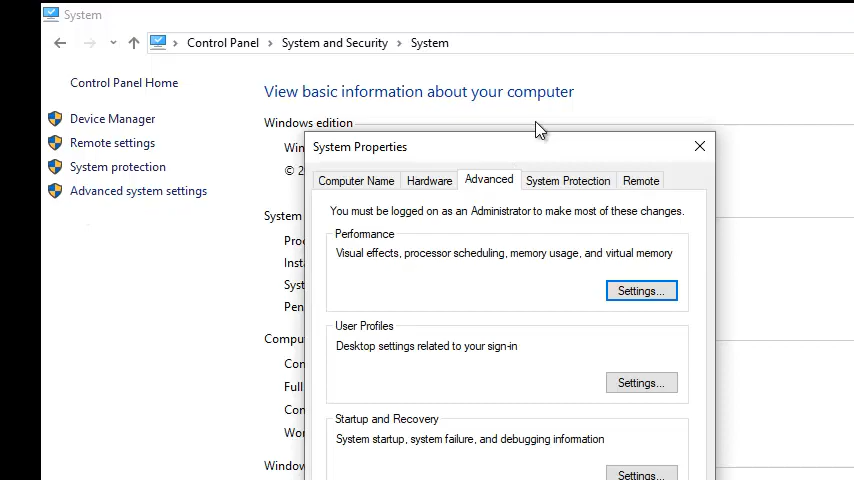 System
Control Panel System and Security System
Control Panel Home
Device Manager
Remote settings
System protection
Advanced system settings
View basic information about your computer
Windows edition
System
System Properties
Computer Name Hardware Advanced System Protection Remote
You must be logged on as an Administrator to make most of these changes.
Performance
Visual effects, processor scheduling, memory usage, and virtual memory
Settings...
User Profiles
Desktop settings related to your sign-in
Settings...
Startup and Recovery
System startup, system failure, and debugging information
Settings...